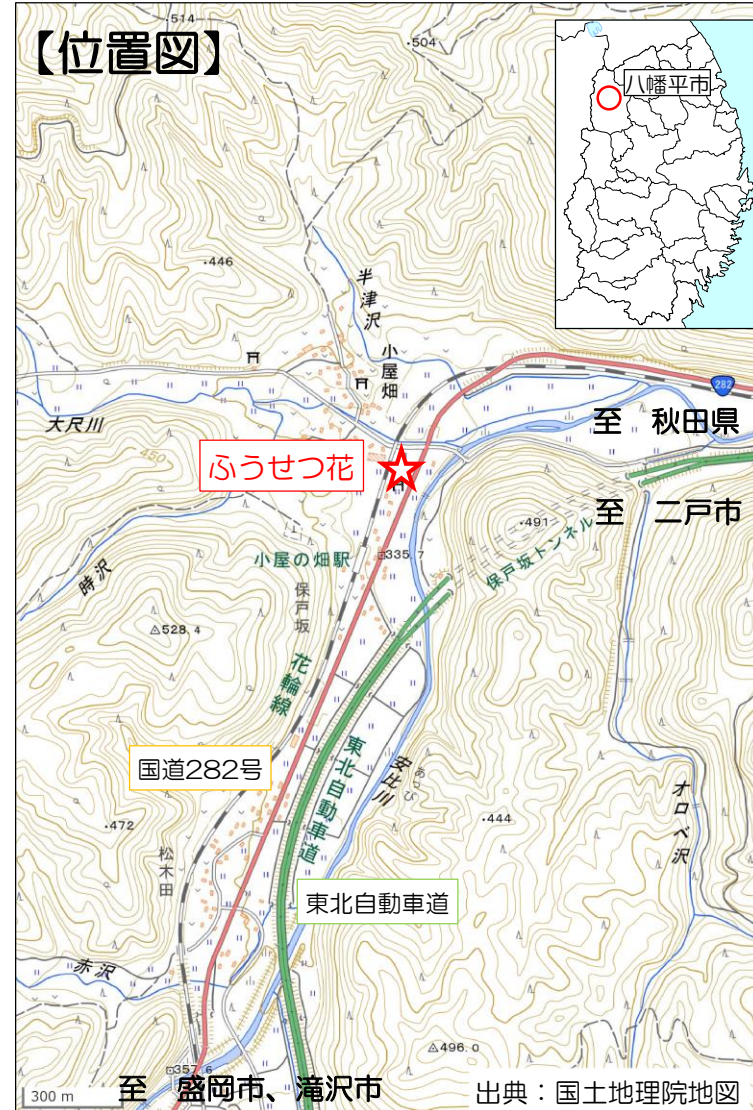 【位置図】
八幡平市
・514
・504
・446
半津沢
小屋畑
大尺川
450
282
至 秋田県
ふうせつ花
・491
至 二戸市
保戸坂トンネル
335.7
小屋の畑駅
時沢
保戸坂
528.4
花輪線
国道282号
東北自動車道
安比川
あっぴ
オロベ沢
・472
・444
松木田
東北自動車道
赤沢
496.0
357.6
300 m
至 盛岡市、滝沢市
出典：国土地理院地図